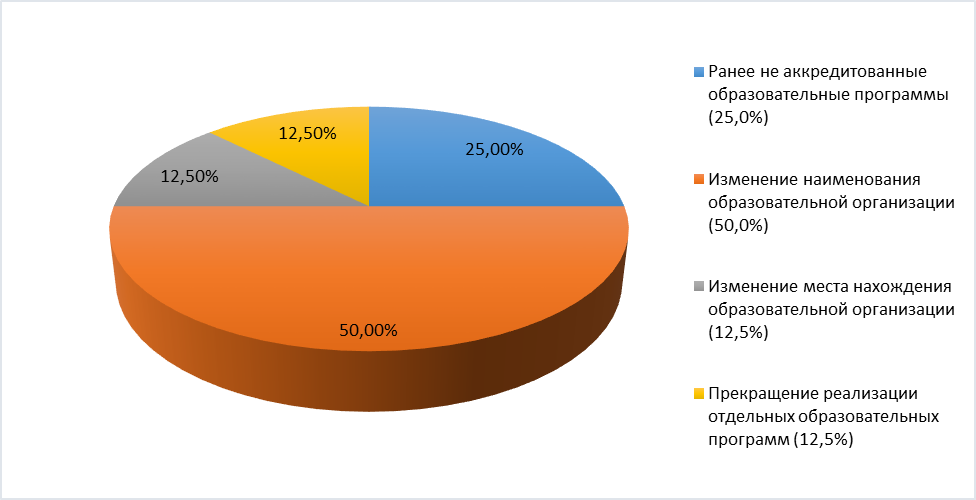 12,50%
25,00%
12,50%
50,00%
Ранее не аккредитованные
образовательные программы
(25,0%)
Изменение наименования
образовательной организации
(50,0%)
Изменение места нахождения
образовательной организации
(12,5%)
Прекращение реализации
отдельных образовательных
программ (12,5%)